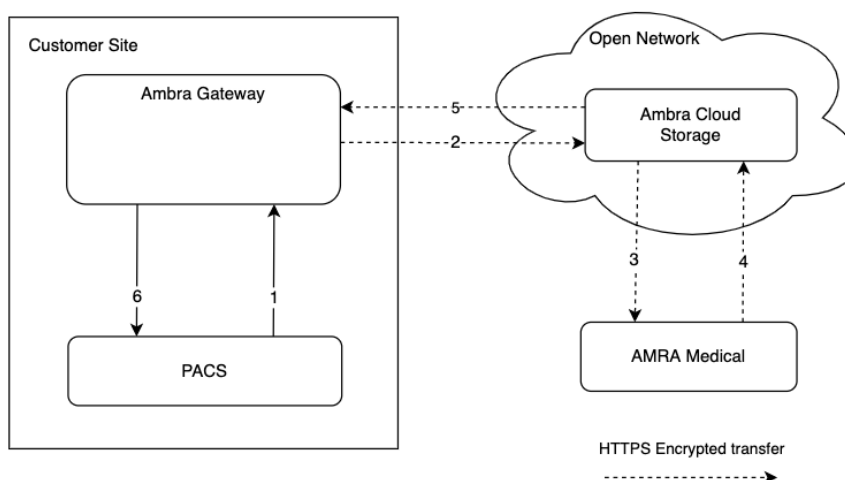 Customer Site
Ambra Gateway
Open Network
Ambra Cloud
Storage
5
2
3
4
6
1
PACS
AMRA Medical
HTTPS Encrypted transfer